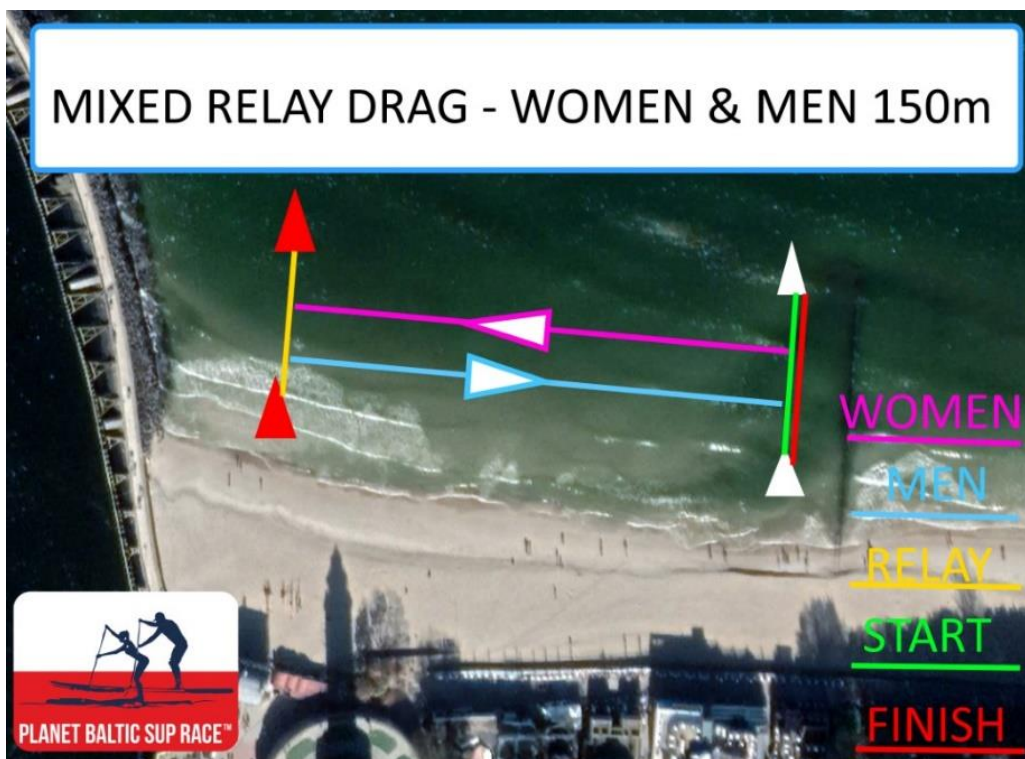 MIXED RELAY DRAG - WOMEN & MEN 150m
WOMEN
MEN
RELAY
START
FINISH
PLANET BALTIC SUP RACE™